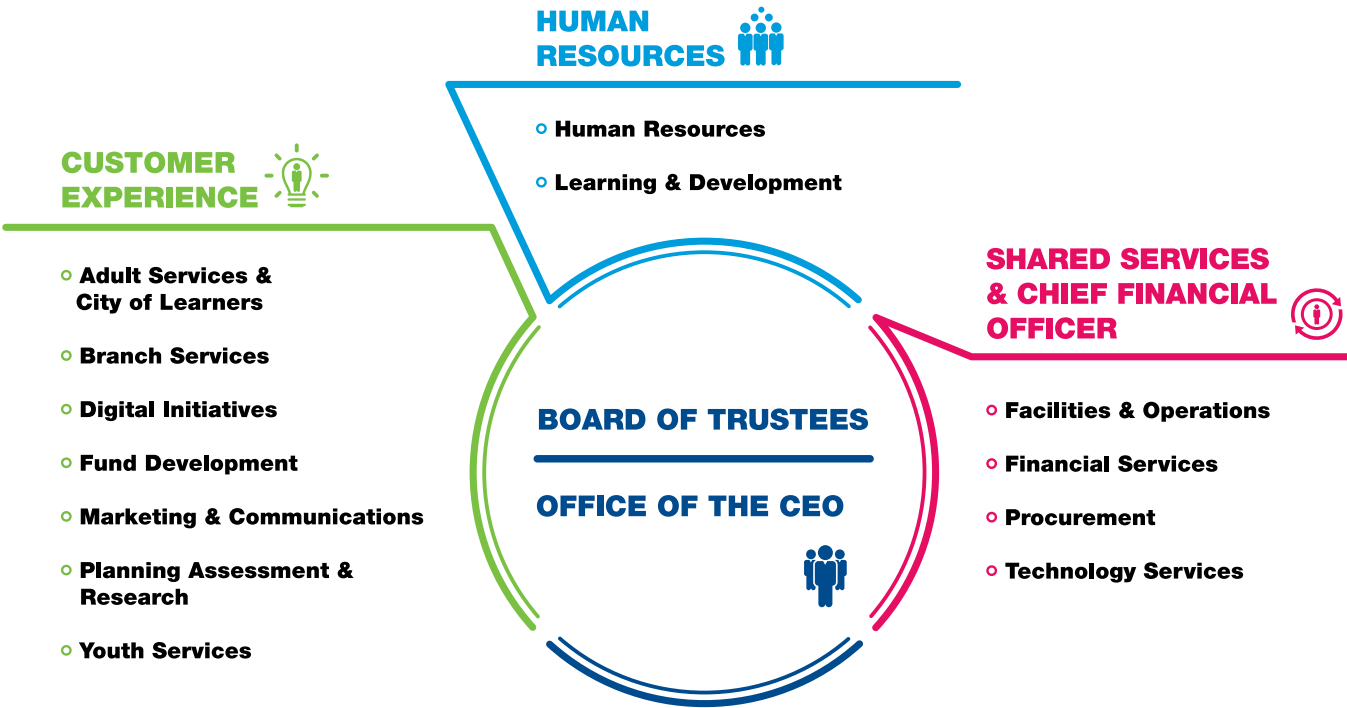 HUMAN
RESOURCES
Human Resources
Learning & Development
CUSTOMER
EXPERIENCE
Adult Services &
City of Learners
Branch Services
Digital Initiatives
Fund Development
Marketing & Communications
Planning Assessment &
Research
Youth Services
BOARD OF TRUSTEES
OFFICE OF THE CEO
SHARED SERVICES
& CHIEF FINANCIAL
OFFICER
Facilities & Operations
Financial Services
Procurement
Technology Services